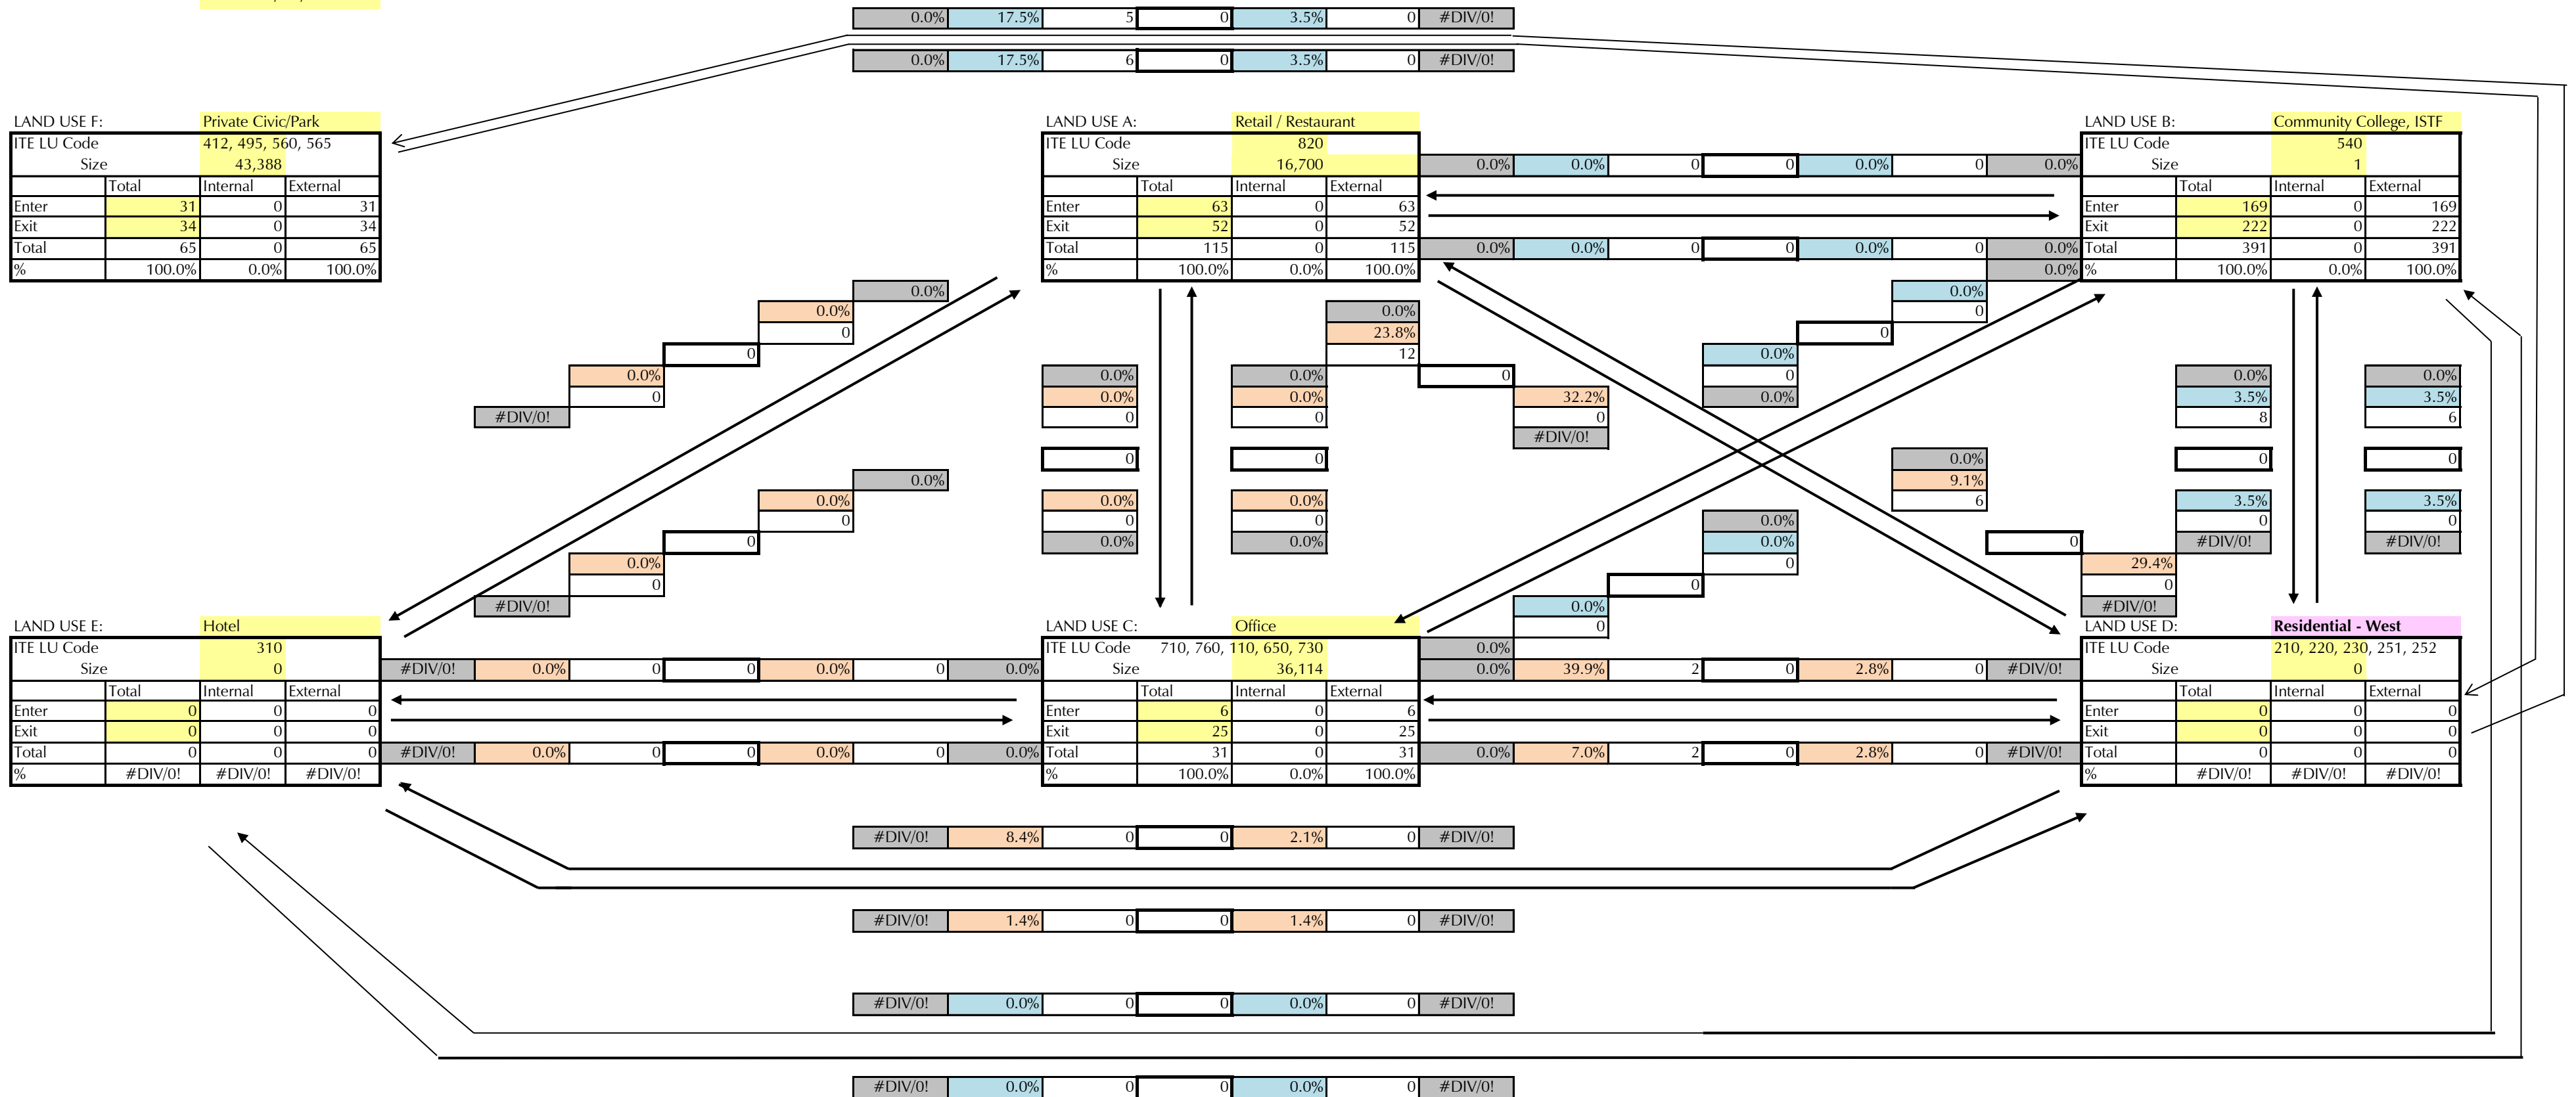 0.0% 17.5% 5 0 3.5% 0 #DIV/0!
0.0% 17.5% 6 0 3.5% 0 #DIV/0!
LAND USE F: Private Civic/Park
ITE LU Code 412, 495, 560, 565
Size 43,388
Total Internal External
Enter 31 0 31
Exit 34 0 34
Total 65 0 65
% 100.0% 0.0% 100.0%
LAND USE A: Retail / Restaurant
ITE LU Code 820
Size 16,700
Total Internal External
Enter 63 0 63
Exit 52 0 52
Total 115 0 115
% 100.0% 0.0% 100.0%
0.0% 0.0% 0 0 0.0% 0 0.0%
0.0% 0.0% 0 0 0.0% 0 0.0%
LAND USE B: Community College, ISTF
ITE LU Code 540
Size 1
Total Internal External
Enter 169 0 169
Exit 222 0 222
Total 391 0 391
0.0% % 100.0% 0.0% 100.0%
0.0%
0.0%
0
0
0.0%
0
#DIV/0!
0.0%
0.0%
0
0
0.0%
0
#DIV/0!
0.0% 0.0%
0.0% 0.0%
0 0
0 0
0.0% 0.0%
0 0
0.0% 0.0%
0.0%
23.8%
12
0
32.2%
0
#DIV/0!
0.0%
0
0
0.0%
0
0.0%
0.0%
9.1%
6
0
29.4%
0
#DIV/0!
0.0%
0.0%
0
0
0.0%
0
0.0%
0.0% 0.0%
3.5% 3.5%
8 6
0 0
3.5% 3.5%
0 0
#DIV/0! #DIV/0!
LAND USE E: Hotel
ITE LU Code 310
Size 0
Total Internal External
Enter 0 0 0
Exit 0 0 0
Total 0 0 0
% #DIV/0! #DIV/0! #DIV/0!
#DIV/0! 0.0% 0 0 0.0% 0 0.0%
#DIV/0! 0.0% 0 0 0.0% 0 0.0%
LAND USE C: Office
ITE LU Code 710, 760, 110, 650, 730
Size 36,114
Total Internal External
Enter 6 0 6
Exit 25 0 25
Total 31 0 31
% 100.0% 0.0% 100.0%
0.0% 39.9% 2 0 2.8% 0 #DIV/0!
0.0% 7.0% 2 0 2.8% 0 #DIV/0!
LAND USE D: Residential - West
ITE LU Code 210, 220, 230, 251, 252
Size 0
Total Internal External
Enter 0 0 0
Exit 0 0 0
Total 0 0 0
% #DIV/0! #DIV/0! #DIV/0!
#DIV/0! 8.4% 0 0 2.1% 0 #DIV/0!
#DIV/0! 1.4% 0 0 1.4% 0 #DIV/0!
#DIV/0! 0.0% 0 0 0.0% 0 #DIV/0!
#DIV/0! 0.0% 0 0 0.0% 0 #DIV/0!